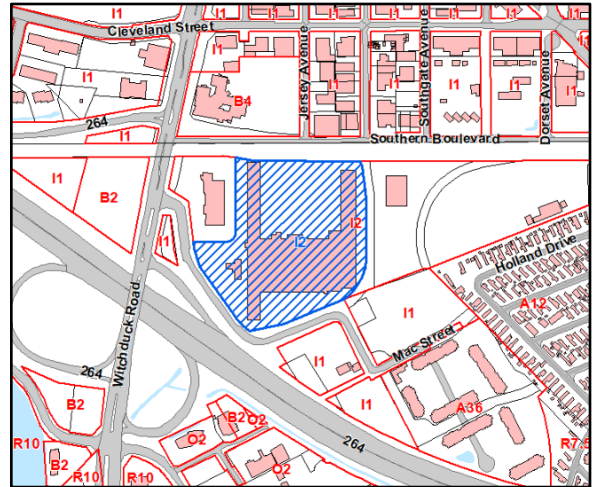 I1
I1
I1
I1
I1
Cleveland Street
I1
I1
Jersey Avenue
Southgate Avenue
Dorset Avenue
I1
I1
I1
I1
I1
B4
264
I1
Southern Boulevard
I1
B2
I2
I1
I2
Holland Drive
A12
I1
Witchduck Road
Mac Street
I1
264
I1
A36
B2
B2
O2
O2
264
R10
B2
R10
R10
O2
R7.5